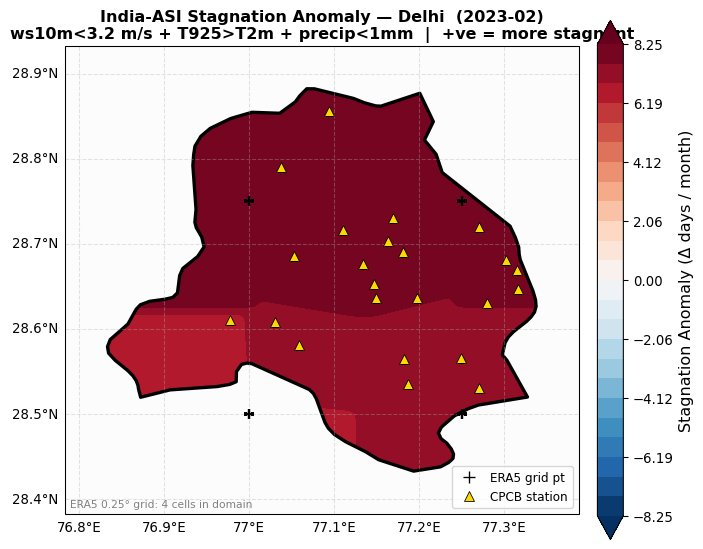 India-ASI Stagnation Anomaly — Delhi  (2023-02)
ws10m<3.2 m/s + T925>T2m + precip<1mm  |  +ve = more stagnant
28.9°N
28.8°N
28.7°N
28.6°N
28.5°N
28.4°N
76.8°E
76.9°E
77°E
77.1°E
77.2°E
77.3°E
ERA5 0.25° grid: 4 cells in domain
ERA5 grid pt
CPCB station
8.25
6.19
4.12
2.06
0.00
−2.06
−4.12
−6.19
−8.25
Stagnation Anomaly (Δ days / month)